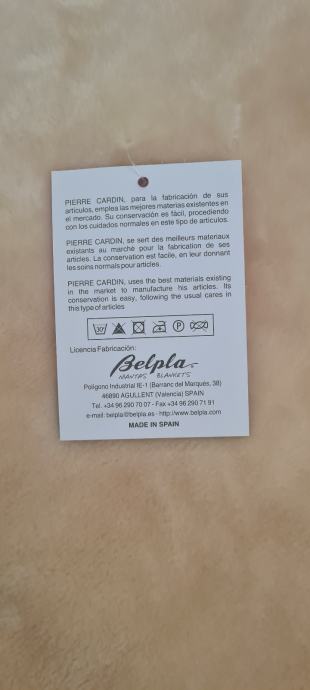 PIERRE CARDIN, para la fabricación de sus
artículos, emplea las mejores materias existentes en
el mercado. Su conservación es fácil, procediendo
con los cuidados normales en este tipo de artículos.
PIERRE CARDIN, se sert des meilleurs materiaux
existants au marché pour la fabrication de ses
articles. La conservation est facile, en leur donnant
les soins normals pour articles.
PIERRE CARDIN, uses the best materials existing
in the market to manufacture his articles. Its
conservation is easy, following the usual cares in
this type of articles
30°
P
Licencia Fabricación:
Belpla
MANTAS BLANKETS
Polígono Industrial IE-1 (Barranc del Marqués, 38)
46890 AGULLENT (Valencia) SPAIN
Tel. +34 96 290 70 07 - Fax +34 96 290 71 91
e-mail: belpla@belpla.es - http://www.belpla.com
MADE IN SPAIN